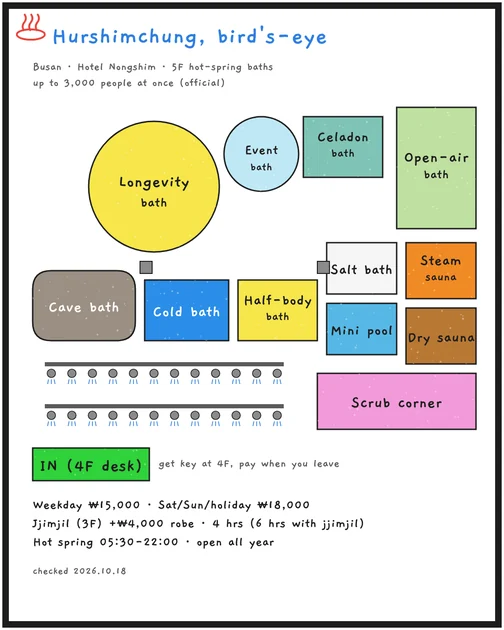 Hurshimchung, bird's-eye
Busan · Hotel Nongshim · 5F hot-spring baths
up to 3,000 people at once (official)
Longevity
bath
Event
bath
Celadon
bath
Open-air
bath
Cave bath
Cold bath
Half-body
bath
Salt bath
Steam
sauna
Mini pool
Dry sauna
Scrub corner
IN (4F desk)
get key at 4F, pay when you leave
Weekday ₩15,000 · Sat/Sun/holiday ₩18,000
Jjimjil (3F) +₩4,000 robe · 4 hrs (6 hrs with jjimjil)
Hot spring 05:30-22:00 · open all year
checked 2026.10.18